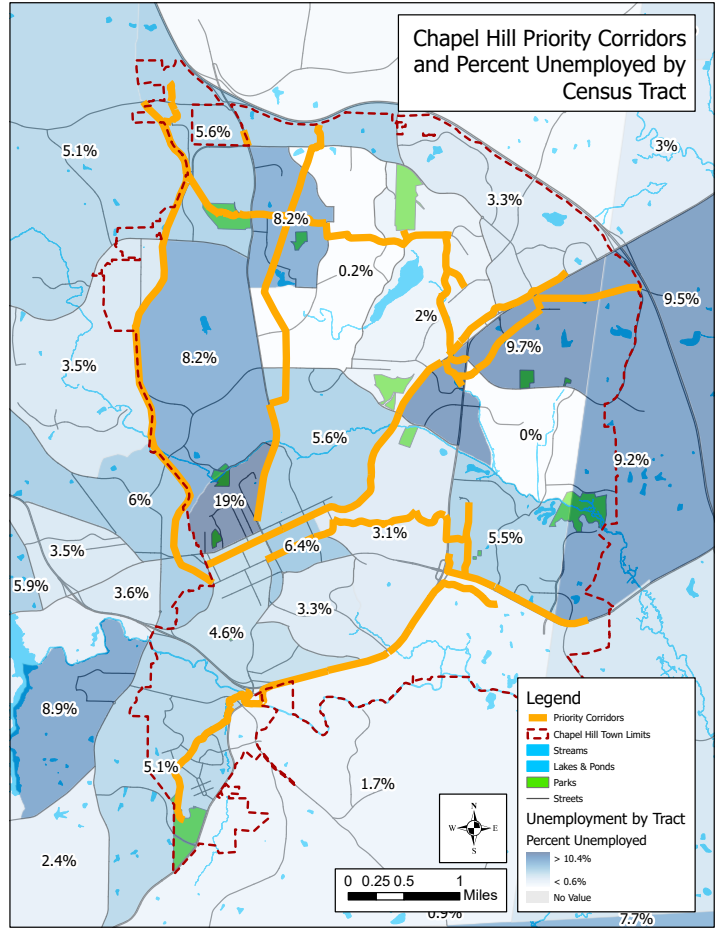 Chapel Hill Priority Corridors
and Percent Unemployed by
Census Tract
5.6%
5.1%
3%
3.3%
8.2%
0.2%
9.5%
2%
9.7%
8.2%
3.5%
5.6%
0%
9.2%
6%
19%
3.1%
5.5%
6.4%
3.5%
5.9%
3.6%
3.3%
4.6%
8.9%
5.1%
1.7%
2.4%
0.9%
7.7%
Legend
Priority Corridors
Chapel Hill Town Limits
Streams
Lakes & Ponds
Parks
Streets
Unemployment by Tract
Percent Unemployed
> 10.4%
< 0.6%
No Value
N
W E
S
0 0.25 0.5 1
Miles